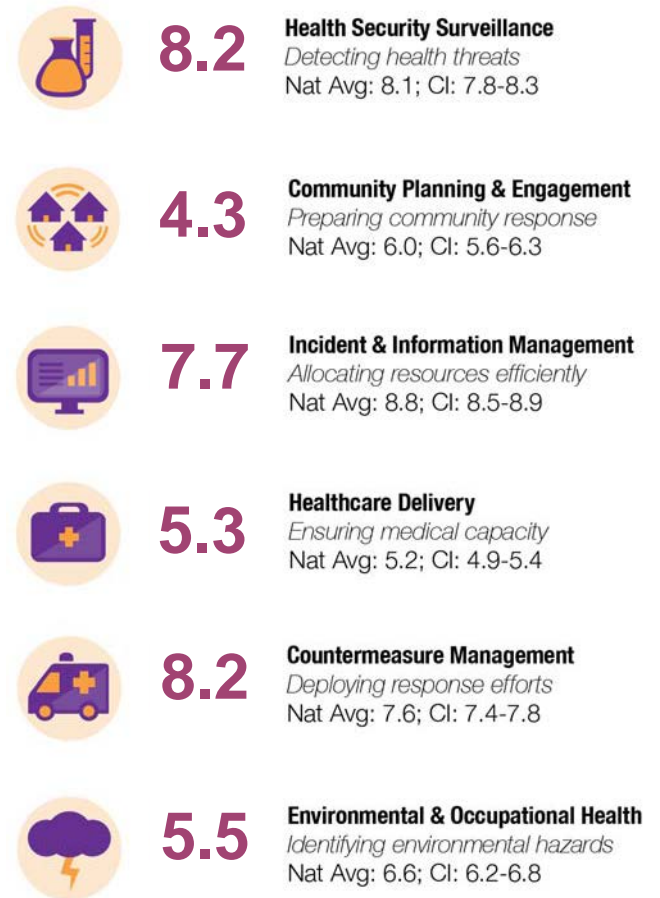 8.2
Health Security Surveillance
Detecting health threats
Nat Avg: 8.1; CI: 7.8-8.3
4.3
Community Planning & Engagement
Preparing community response
Nat Avg: 6.0; CI: 5.6-6.3
7.7
Incident & Information Management
Allocating resources efficiently
Nat Avg: 8.8; CI: 8.5-8.9
5.3
Healthcare Delivery
Ensuring medical capacity
Nat Avg: 5.2; CI: 4.9-5.4
8.2
Countermeasure Management
Deploying response efforts
Nat Avg: 7.6; CI: 7.4-7.8
5.5
Environmental & Occupational Health
Identifying environmental hazards
Nat Avg: 6.6; CI: 6.2-6.8